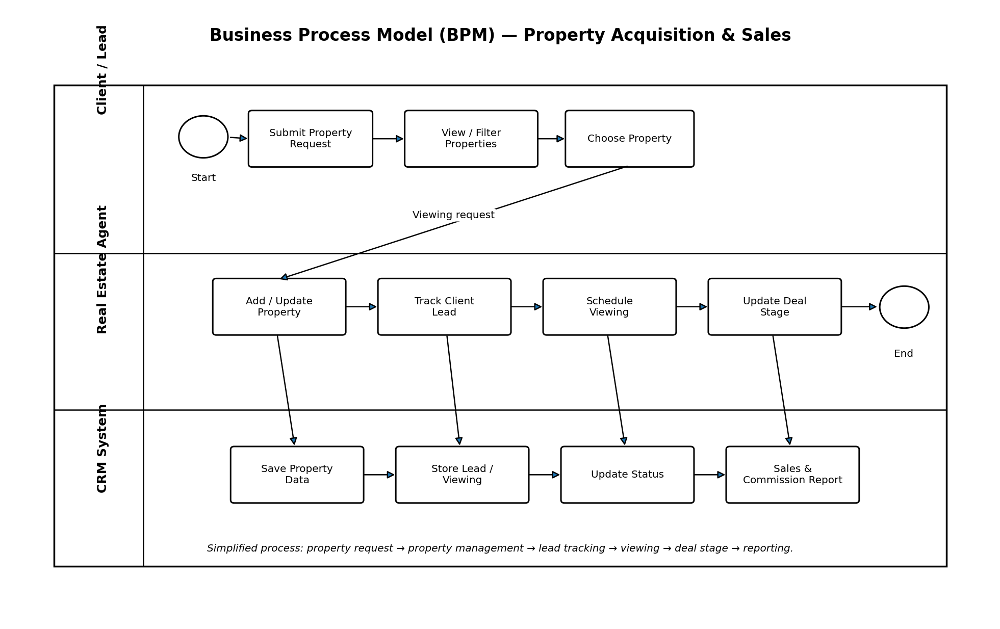 Business Process Model (BPM) — Property Acquisition & Sales
Client / Lead
Submit Property
Request
View / Filter
Properties
Choose Property
Start
Viewing request
Real Estate Agent
Add / Update
Property
Track Client
Lead
Schedule
Viewing
Update Deal
Stage
End
CRM System
Save Property
Data
Store Lead /
Viewing
Update Status
Sales &
Commission Report
Simplified process: property request → property management → lead tracking → viewing → deal stage → reporting.